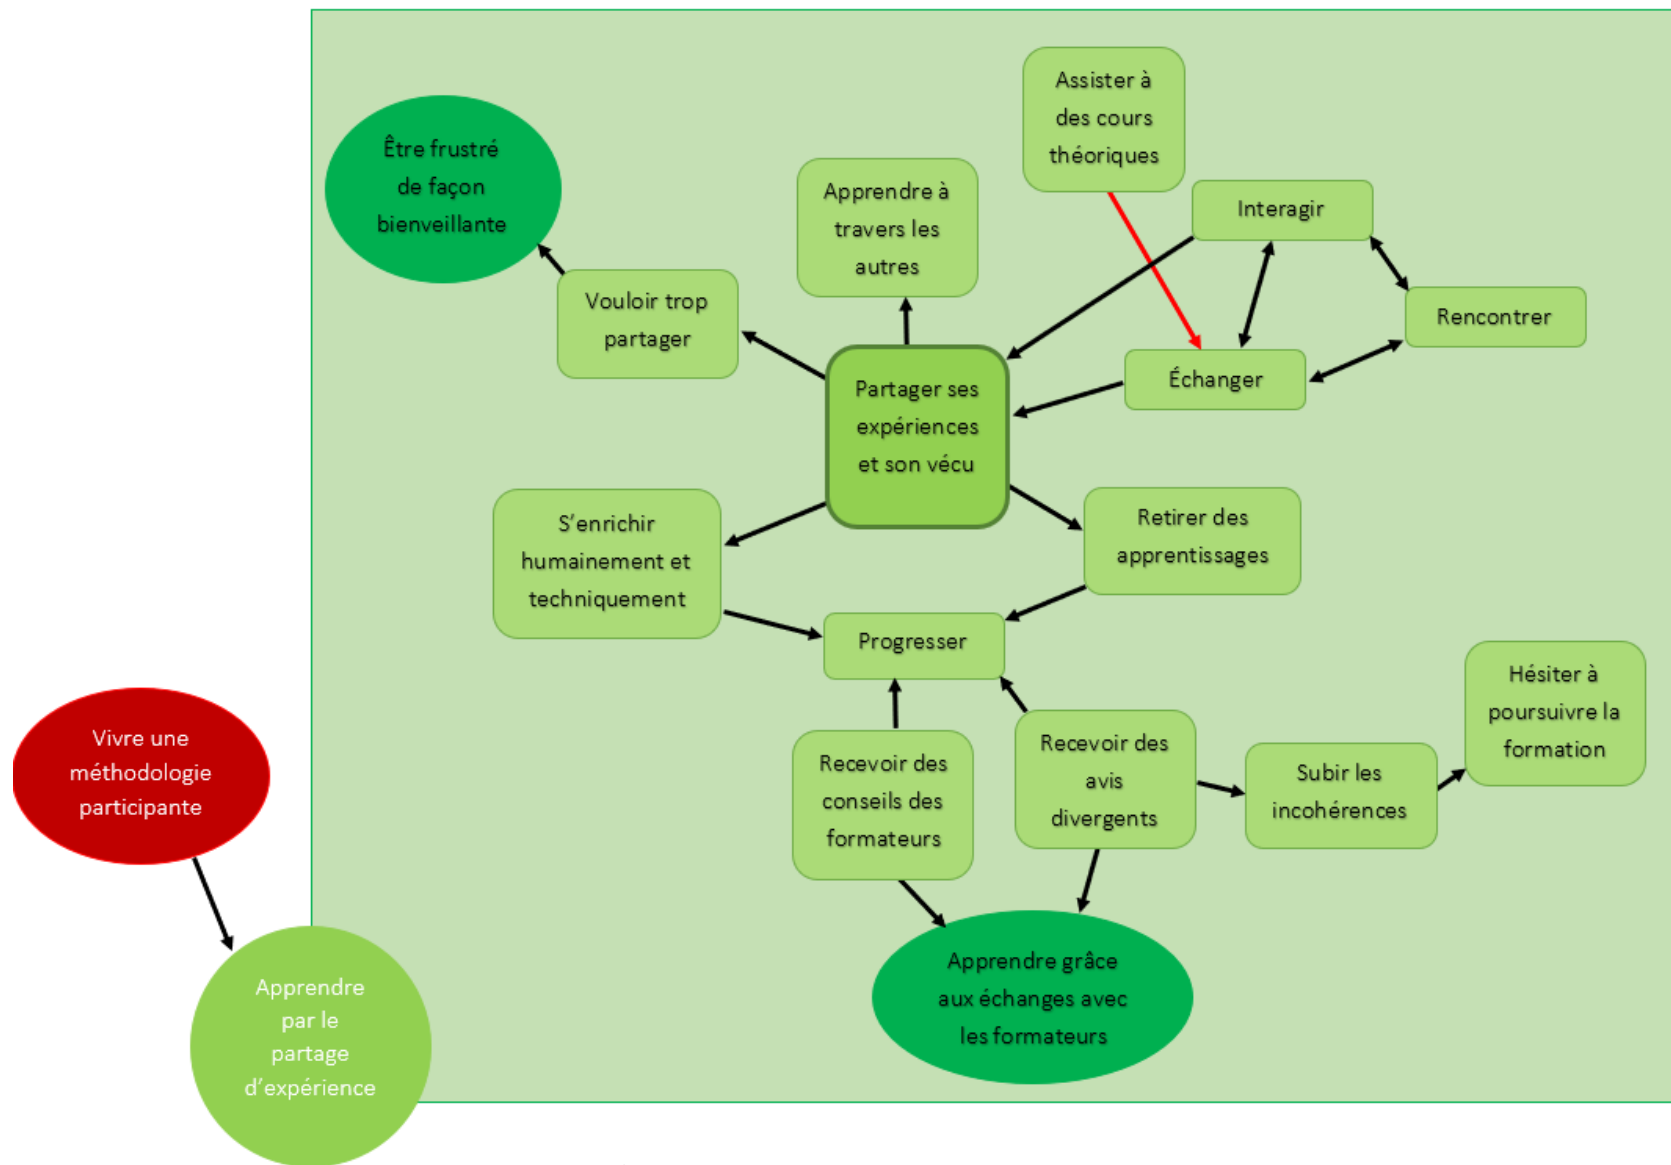 Assister à
des cours
théoriques
Être frustré
de façon
bienveillante
Apprendre à
travers les
autres
Interagir
Vouloir trop
partager
Rencontrer
Échanger
Partager ses
expériences
et son vécu
S’enrichir
humainement et
techniquement
Retirer des
apprentissages
Progresser
Hésiter à
poursuivre la
formation
Vivre une
méthodologie
participante
Recevoir des
conseils des
formateurs
Recevoir des
avis
divergents
Subir les
incohérences
Apprendre grâce
aux échanges avec
les formateurs
Apprendre
par le
partage
d’expérience